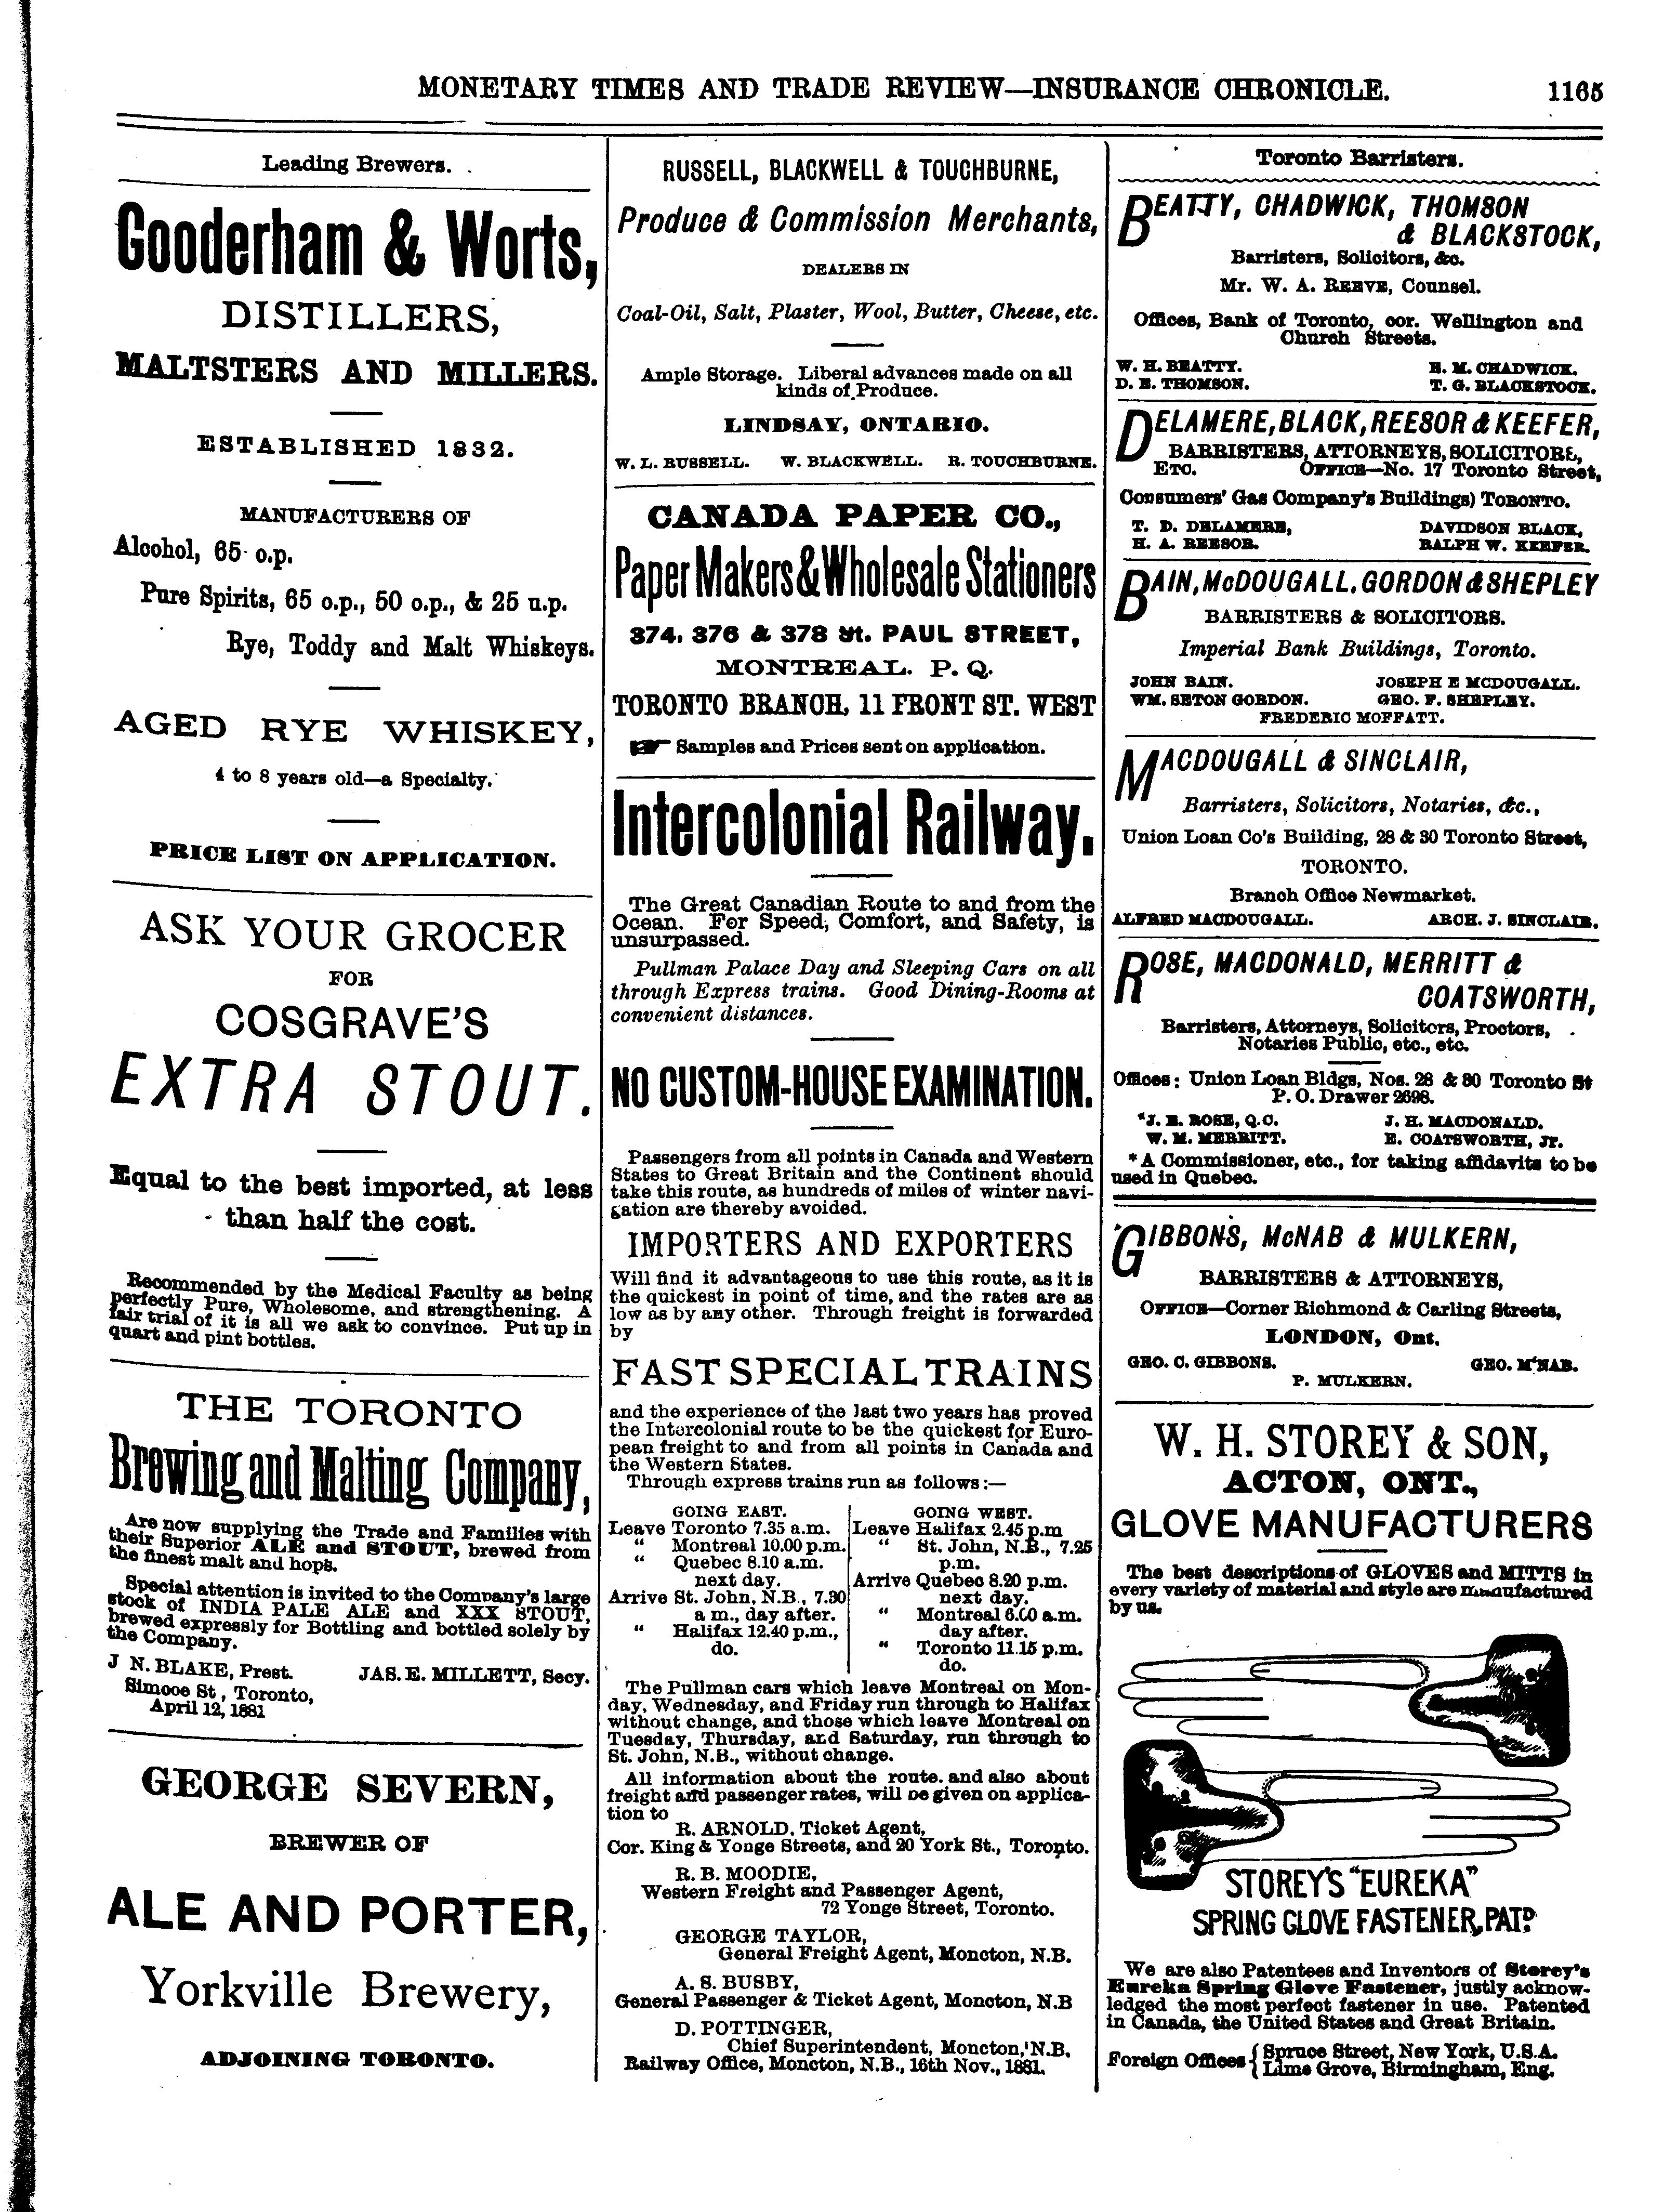 MONETARY TIMES AND TRADE REVIEW—INSURANCE CHRONICLE. 1165
Leading Brewers.
Gooderham & Worts,
DISTILLERS,
MALTSTERS AND MILLERS.
ESTABLISHED 1832.
MANUFACTURERS OF
Alcohol, 65 o.p.
Pure Spirits, 65 o.p., 50 o.p., & 25 u.p.
Rye, Toddy and Malt Whiskeys.
AGED RYE WHISKEY,
4 to 8 years old—a Specialty.
PRICE LIST ON APPLICATION.
ASK YOUR GROCER
FOR
COSGRAVE'S
EXTRA STOUT.
Equal to the best imported, at less
than half the cost.
Recommended by the Medical Faculty as being
perfectly Pure, Wholesome, and strengthening. A
fair trial of it is all we ask to convince. Put up in
quart and pint bottles.
THE TORONTO
Brewing and Malting Company,
Are now supplying the Trade and Families with
their Superior ALE and STOUT, brewed from
the finest malt and hops.
Special attention is invited to the Company's large
stock of INDIA PALE ALE and XXX STOUT,
brewed expressly for Bottling and bottled solely by
the Company.
J N. BLAKE, Prest. JAS. E. MILLETT, Secy.
Simcoe St, Toronto,
April 12, 1881
GEORGE SEVERN,
BREWER OF
ALE AND PORTER,
Yorkville Brewery,
ADJOINING TORONTO.
RUSSELL, BLACKWELL & TOUCHBURNE,
Produce & Commission Merchants,
DEALERS IN
Coal-Oil, Salt, Plaster, Wool, Butter, Cheese, etc.
Ample Storage. Liberal advances made on all
kinds of Produce.
LINDSAY, ONTARIO.
W. L. RUSSELL. W. BLACKWELL. R. TOUCHBURNE.
CANADA PAPER CO.,
Paper Makers & Wholesale Stationers
374, 376 & 378 St. PAUL STREET,
MONTREAL. P. Q.
TORONTO BRANCH, 11 FRONT ST. WEST
☞ Samples and Prices sent on application.
Intercolonial Railway.
The Great Canadian Route to and from the
Ocean. For Speed, Comfort, and Safety, is
unsurpassed.
Pullman Palace Day and Sleeping Cars on all
through Express trains. Good Dining-Rooms at
convenient distances.
NO CUSTOM-HOUSE EXAMINATION.
Passengers from all points in Canada and Western
States to Great Britain and the Continent should
take this route, as hundreds of miles of winter navi-
gation are thereby avoided.
IMPORTERS AND EXPORTERS
Will find it advantageous to use this route, as it is
the quickest in point of time, and the rates are as
low as by any other. Through freight is forwarded
by
FAST SPECIAL TRAINS
and the experience of the last two years has proved
the Intercolonial route to be the quickest for Euro-
pean freight to and from all points in Canada and
the Western States.
Through express trains run as follows:—
GOING EAST.
Leave Toronto 7.35 a.m.
" Montreal 10.00 p.m.
" Quebec 8.10 a.m.
next day.
Arrive St. John, N.B., 7.30
a m., day after.
" Halifax 12.40 p.m.,
do.
GOING WEST.
Leave Halifax 2.45 p.m
" St. John, N.B., 7.25
p.m.
Arrive Quebec 8.20 p.m.
next day.
" Montreal 6.00 a.m.
day after.
" Toronto 11.15 p.m.
do.
The Pullman cars which leave Montreal on Mon-
day, Wednesday, and Friday run through to Halifax
without change, and those which leave Montreal on
Tuesday, Thursday, and Saturday, run through to
St. John, N.B., without change.
All information about the route. and also about
freight and passenger rates, will be given on applica-
tion to
R. ARNOLD. Ticket Agent,
Cor. King & Yonge Streets, and 20 York St., Toronto.
R. B. MOODIE,
Western Freight and Passenger Agent,
72 Yonge Street, Toronto.
GEORGE TAYLOR,
General Freight Agent, Moncton, N.B.
A. S. BUSBY,
General Passenger & Ticket Agent, Moncton, N.B
D. POTTINGER,
Chief Superintendent, Moncton, N.B.
Railway Office, Moncton, N.B., 16th Nov., 1881.
Toronto Barristers.
BEATTY, CHADWICK, THOMSON
& BLACKSTOCK,
Barristers, Solicitors, &c.
Mr. W. A. REEVE, Counsel.
Offices, Bank of Toronto, cor. Wellington and
Church Streets.
W. H. BEATTY. E. M. CHADWICK.
D. E. THOMSON. T. G. BLACKSTOCK.
DELAMERE, BLACK, REESOR & KEEFER,
BARRISTERS, ATTORNEYS, SOLICITORS,
ETC. OFFICE—No. 17 Toronto Street,
Consumers' Gas Company's Buildings) TORONTO.
T. D. DELAMERE, DAVIDSON BLACK,
H. A. REESOR. RALPH W. KEEFER.
BAIN, McDOUGALL, GORDON & SHEPLEY
BARRISTERS & SOLICITORS.
Imperial Bank Buildings, Toronto.
JOHN BAIN. JOSEPH E MCDOUGALL.
WM. SETON GORDON. GEO. F. SHEPLEY.
FREDERIC MOFFATT.
MACDOUGALL & SINCLAIR,
Barristers, Solicitors, Notaries, &c.,
Union Loan Co's Building, 28 & 30 Toronto Street,
TORONTO.
Branch Office Newmarket.
ALFRED MACDOUGALL. ARCH. J. SINCLAIR.
ROSE, MACDONALD, MERRITT &
COATSWORTH,
Barristers, Attorneys, Solicitors, Proctors,
Notaries Public, etc., etc.
Offices: Union Loan Bldgs, Nos. 28 & 30 Toronto St
P. O. Drawer 2698.
*J. E. ROSE, Q.C. J. H. MACDONALD.
W. M. MERRITT. E. COATSWORTH, Jr.
* A Commissioner, etc., for taking affidavits to be
used in Quebec.
GIBBONS, McNAB & MULKERN,
BARRISTERS & ATTORNEYS,
OFFICE—Corner Richmond & Carling Streets,
LONDON, Ont.
GEO. C. GIBBONS. GEO. M'NAB.
P. MULKERN.
W. H. STOREY & SON,
ACTON, ONT.,
GLOVE MANUFACTURERS
The best descriptions of GLOVES and MITTS in
every variety of material and style are manufactured
by us.
STOREY'S "EUREKA"
SPRING GLOVE FASTENER, PATD
We are also Patentees and Inventors of Storey's
Eureka Spring Glove Fastener, justly acknow-
ledged the most perfect fastener in use. Patented
in Canada, the United States and Great Britain.
Foreign Offices { Spruce Street, New York, U.S.A.
Lime Grove, Birmingham, Eng.